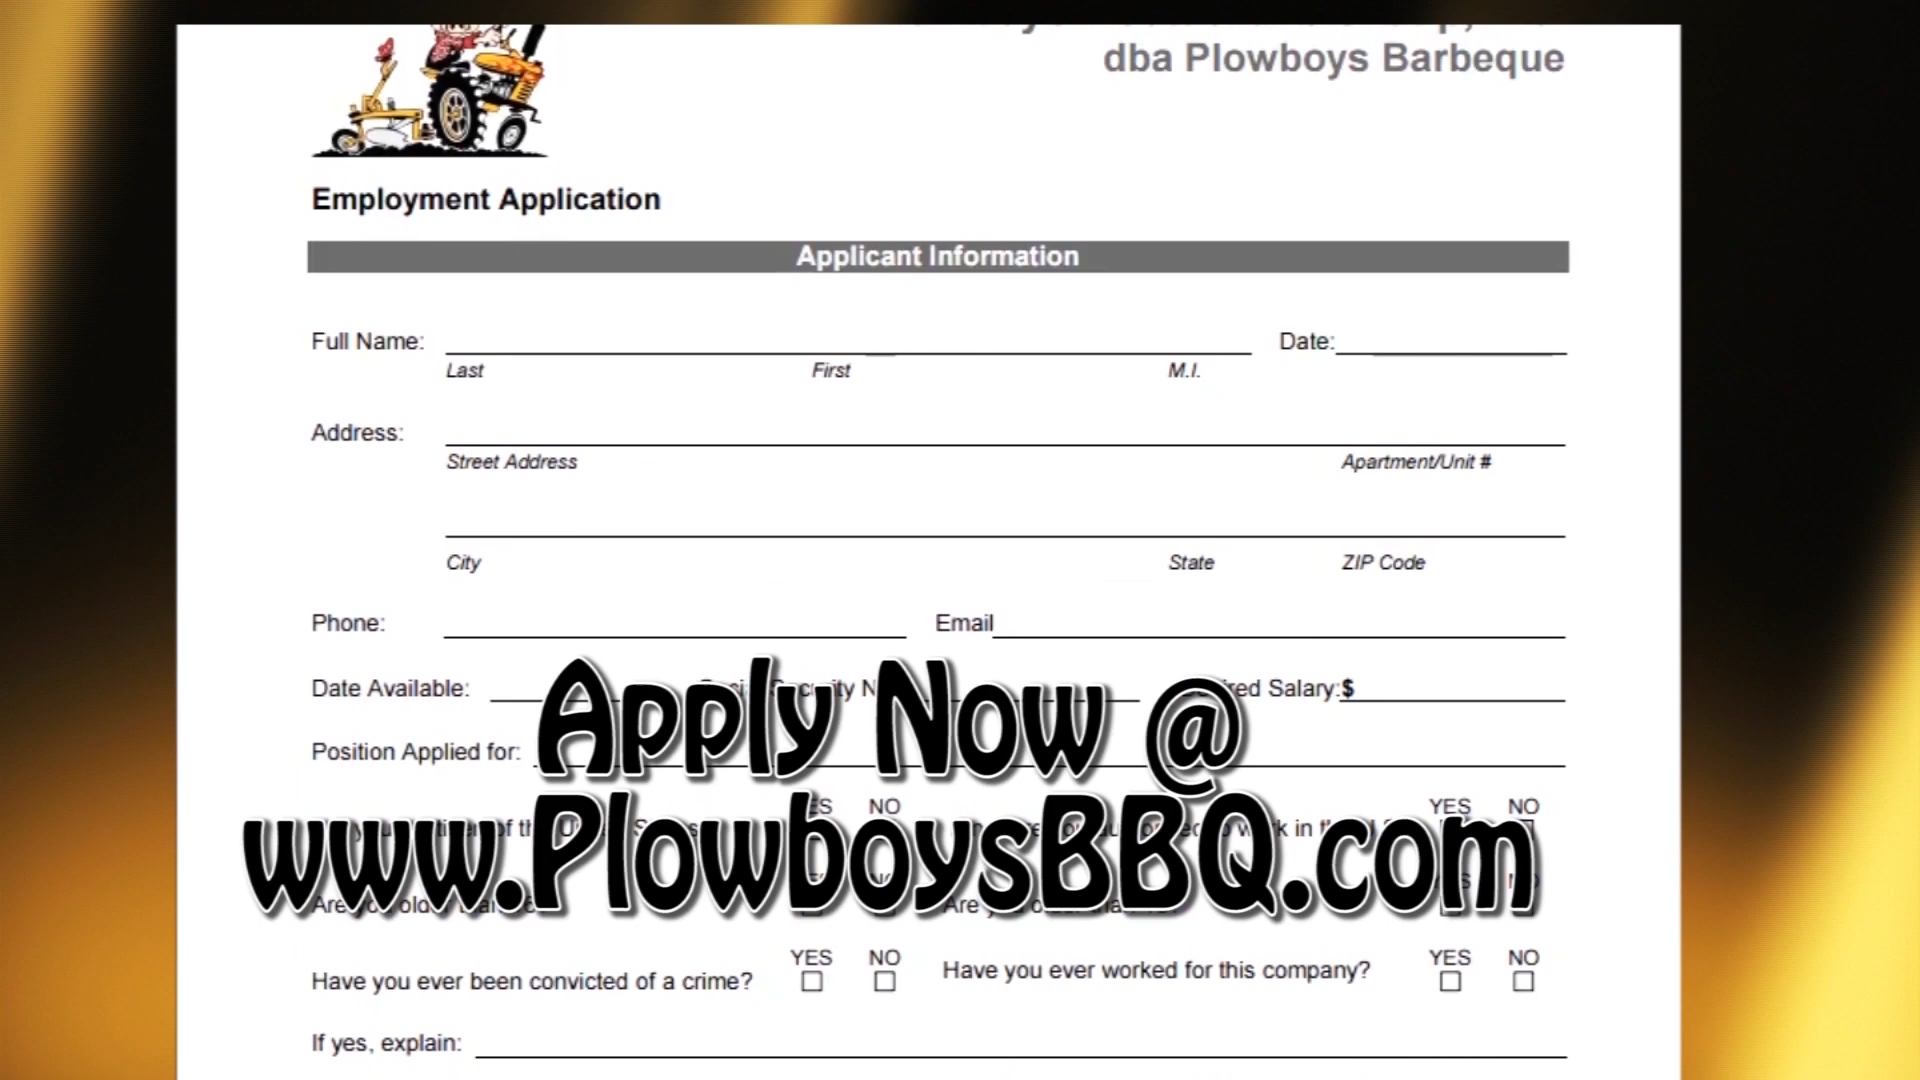 dba Plowboys Barbeque
Employment Application
Applicant Information
Full Name: Date:
Last First M.I.
Address:
Street Address Apartment/Unit #
City State ZIP Code
Phone: Email
Date Available: Salary:$
Position Applied for:
Apply Now @
YES NO YES NO
www.PlowboysBBQ.com
YES NO YES NO
Have you ever been convicted of a crime? Have you ever worked for this company?
If yes, explain: